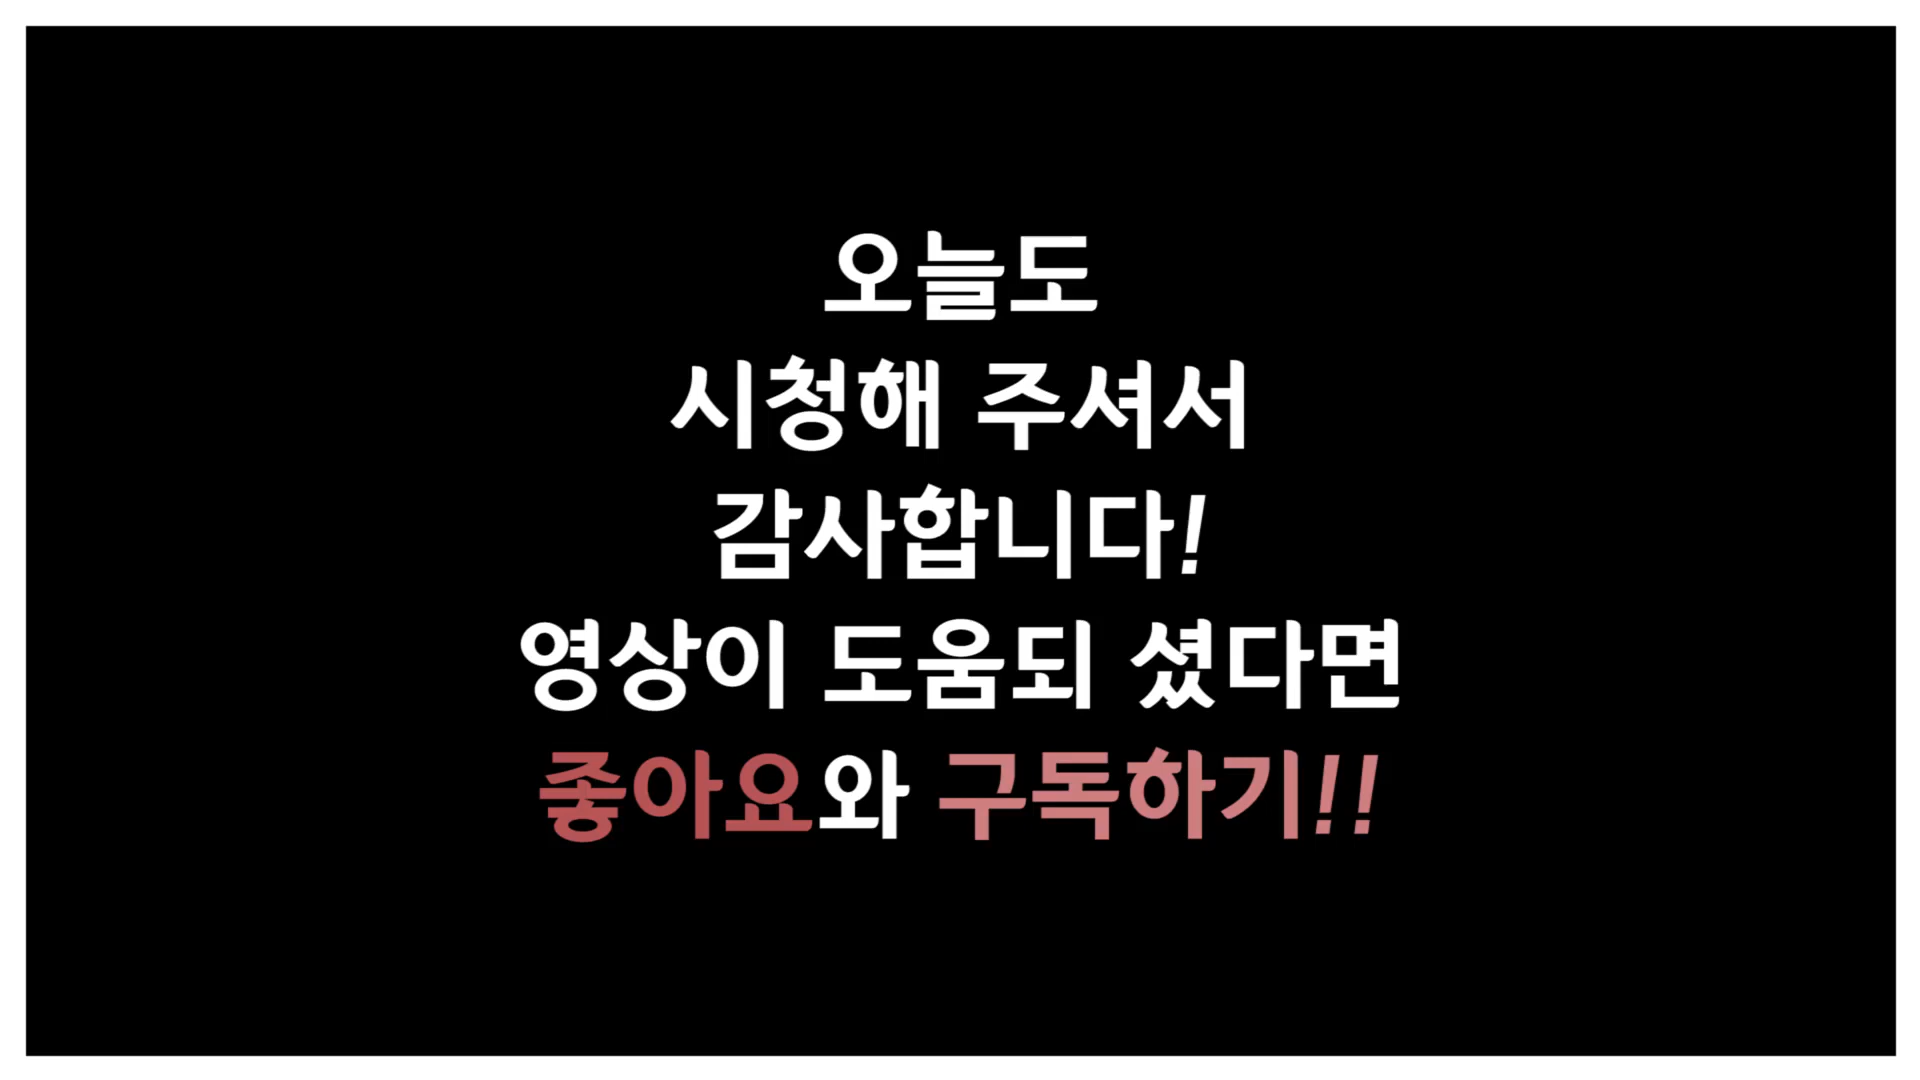 오늘도
시청해 주셔서
감사합니다!
영상이 도움되 셨다면
좋아요와 구독하기!!